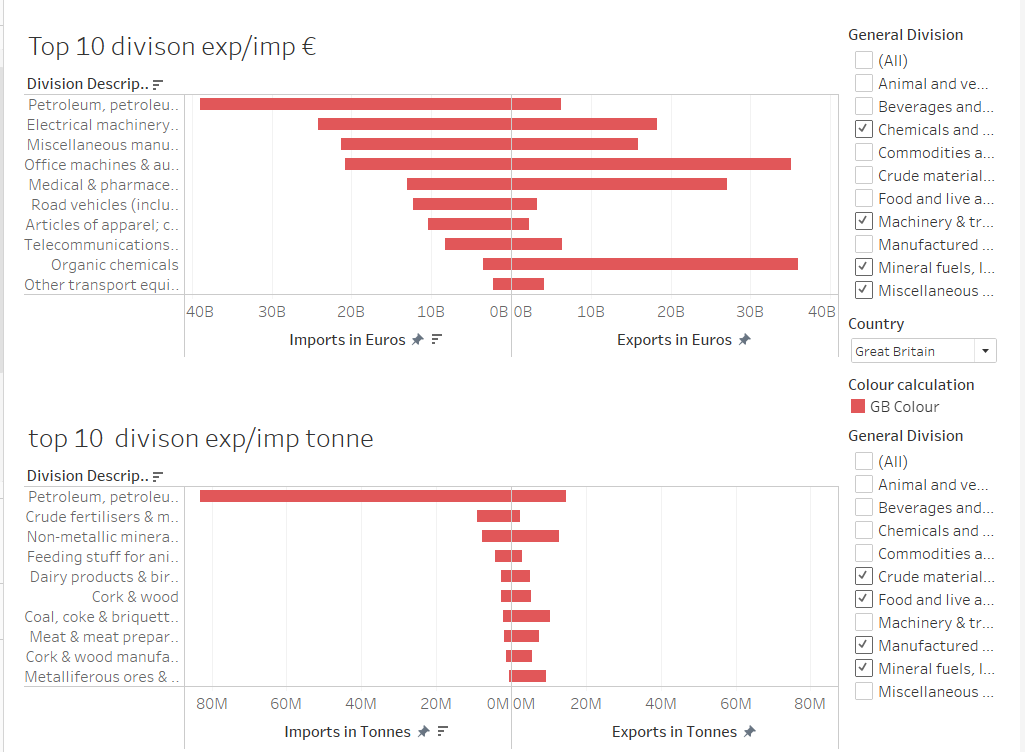 Top 10 divison exp/imp €
Division Descrip..
Petroleum, petroleu..
Electrical machinery..
Miscellaneous manu..
Office machines & au..
Medical & pharmace..
Road vehicles (inclu..
Articles of apparel; c..
Telecommunications..
Organic chemicals
Other transport equi..
40B 30B 20B 10B 0B 0B 10B 20B 30B 40B
Imports in Euros Exports in Euros
top 10 divison exp/imp tonne
Division Descrip..
Petroleum, petroleu..
Crude fertilisers & m..
Non-metallic minera..
Feeding stuff for ani..
Dairy products & bir..
Cork & wood
Coal, coke & briquett..
Meat & meat prepar..
Cork & wood manufa..
Metalliferous ores & ..
80M 60M 40M 20M 0M 0M 20M 40M 60M 80M
Imports in Tonnes Exports in Tonnes
General Division
(All)
Animal and ve...
Beverages and...
Chemicals and ...
Commodities a...
Crude material...
Food and live a...
Machinery & tr...
Manufactured ...
Mineral fuels, l...
Miscellaneous ...
Country
Great Britain
Colour calculation
GB Colour
General Division
(All)
Animal and ve...
Beverages and...
Chemicals and ...
Commodities a...
Crude material...
Food and live a...
Machinery & tr...
Manufactured ...
Mineral fuels, l...
Miscellaneous ...